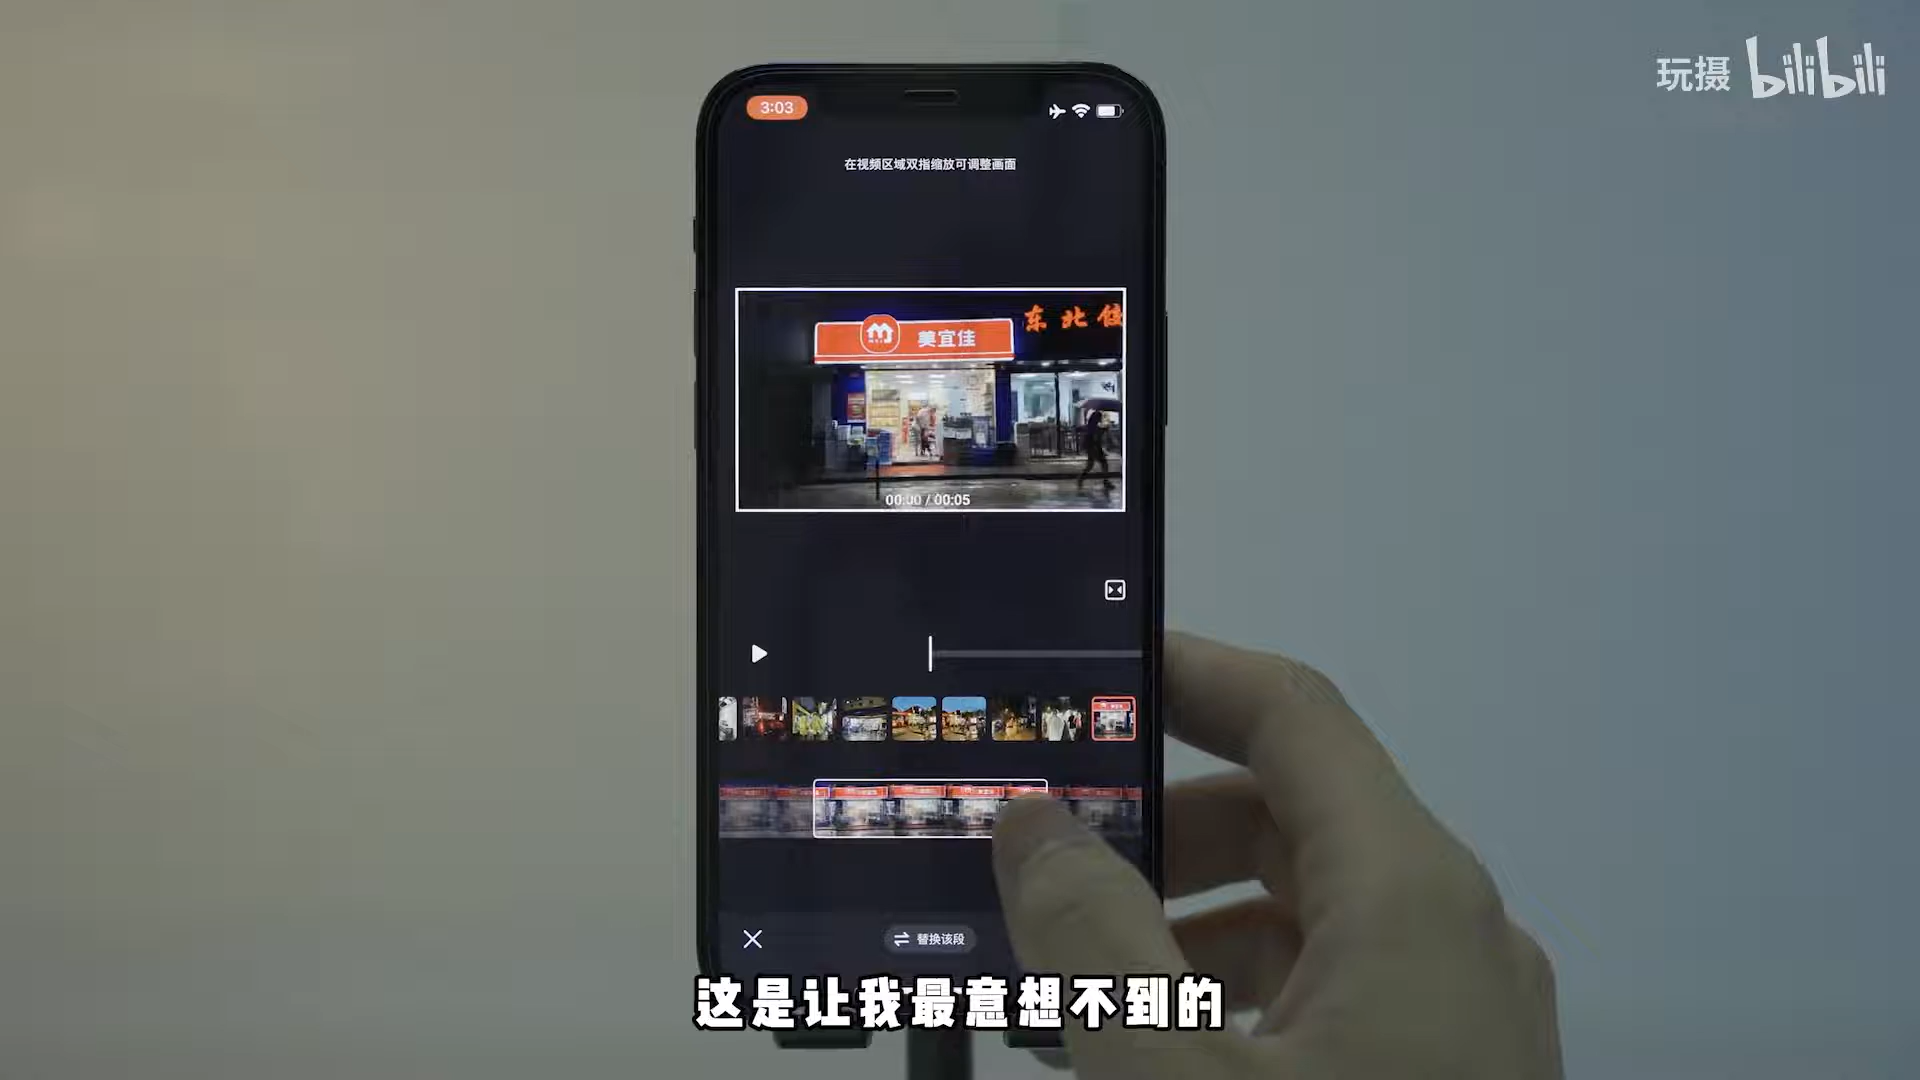 玩摄 bilibili
3:03
在视频区域双指缩放可调整画面
东北饺
美宜佳
00:00 / 00:05
替换该段
这是让我最意想不到的